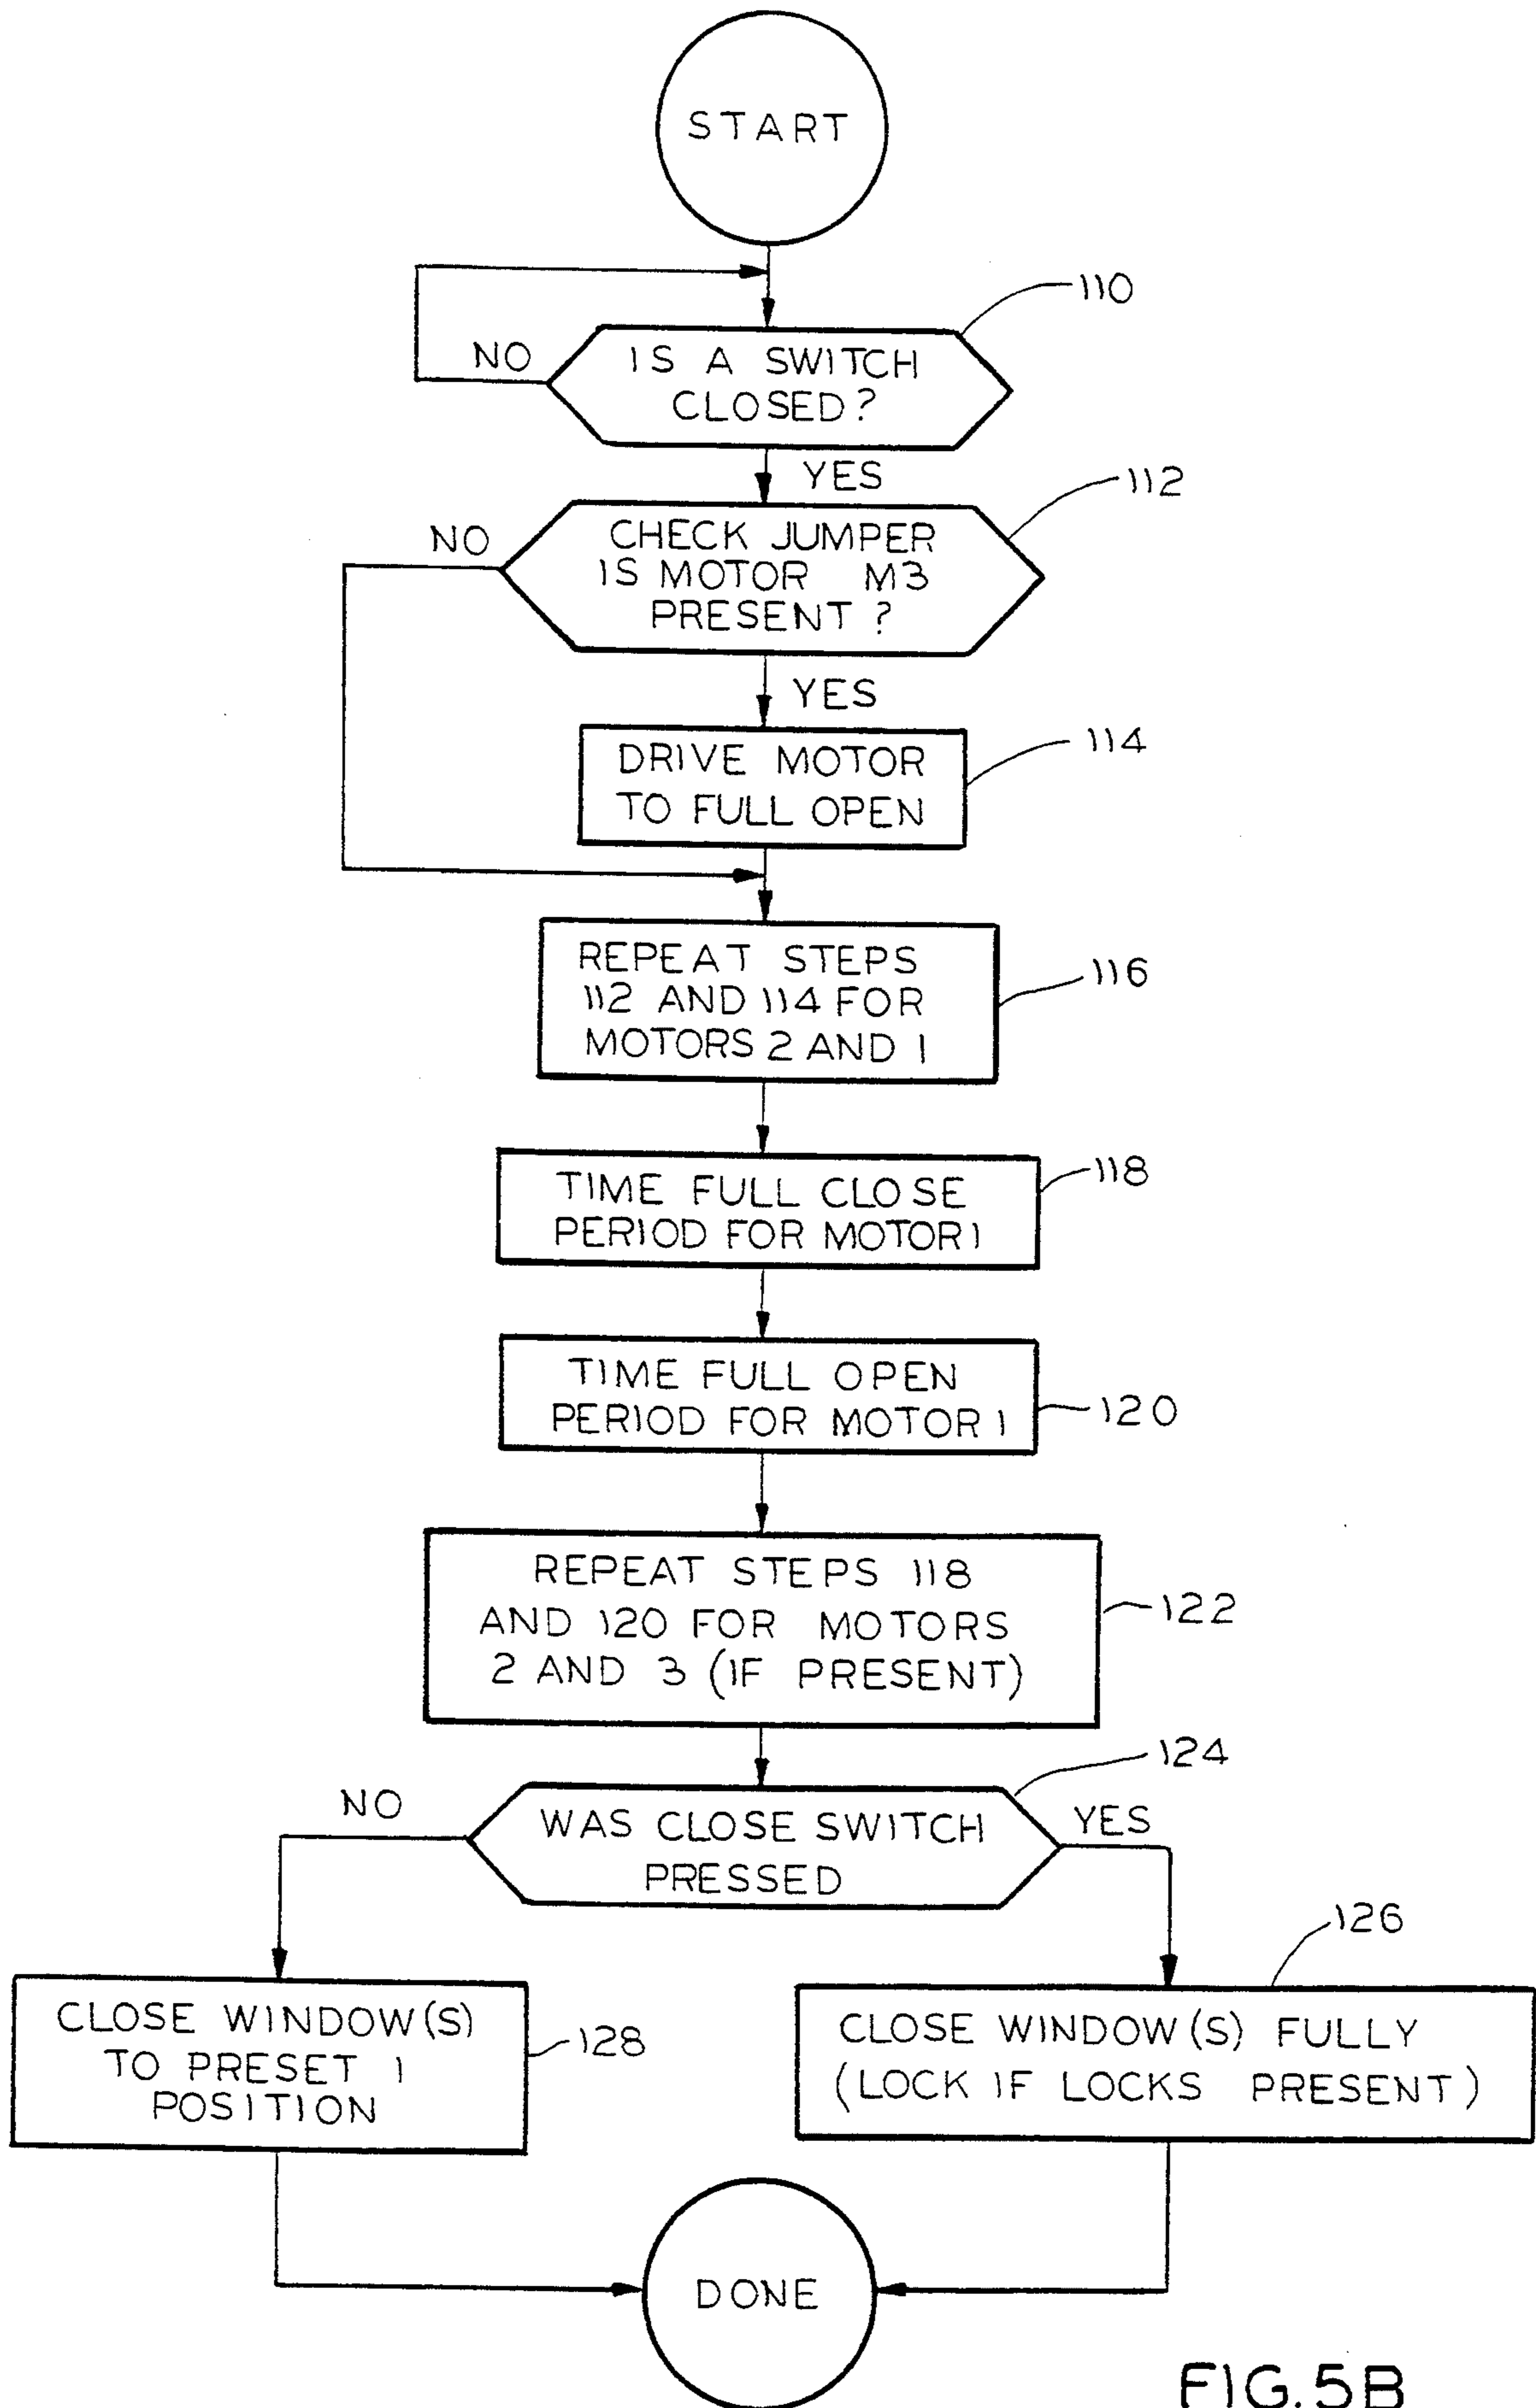 START
110
NO
IS A SWITCH
CLOSED?
YES
112
NO
CHECK JUMPER
IS MOTOR M3
PRESENT ?
YES
114
DRIVE MOTOR
TO FULL OPEN
REPEAT STEPS
112 AND 114 FOR
MOTORS 2 AND 1
116
TIME FULL CLOSE
PERIOD FOR MOTOR 1
118
TIME FULL OPEN
PERIOD FOR MOTOR 1
120
REPEAT STEPS 118
AND 120 FOR MOTORS
2 AND 3 (IF PRESENT)
122
124
NO
WAS CLOSE SWITCH
PRESSED
YES
126
CLOSE WINDOW(S)
TO PRESET 1
POSITION
128
CLOSE WINDOW(S) FULLY
(LOCK IF LOCKS PRESENT)
DONE
FIG. 5B